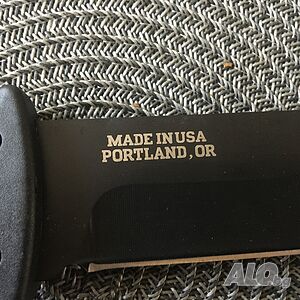 MADE IN USA
PORTLAND, OR
ALO.bg